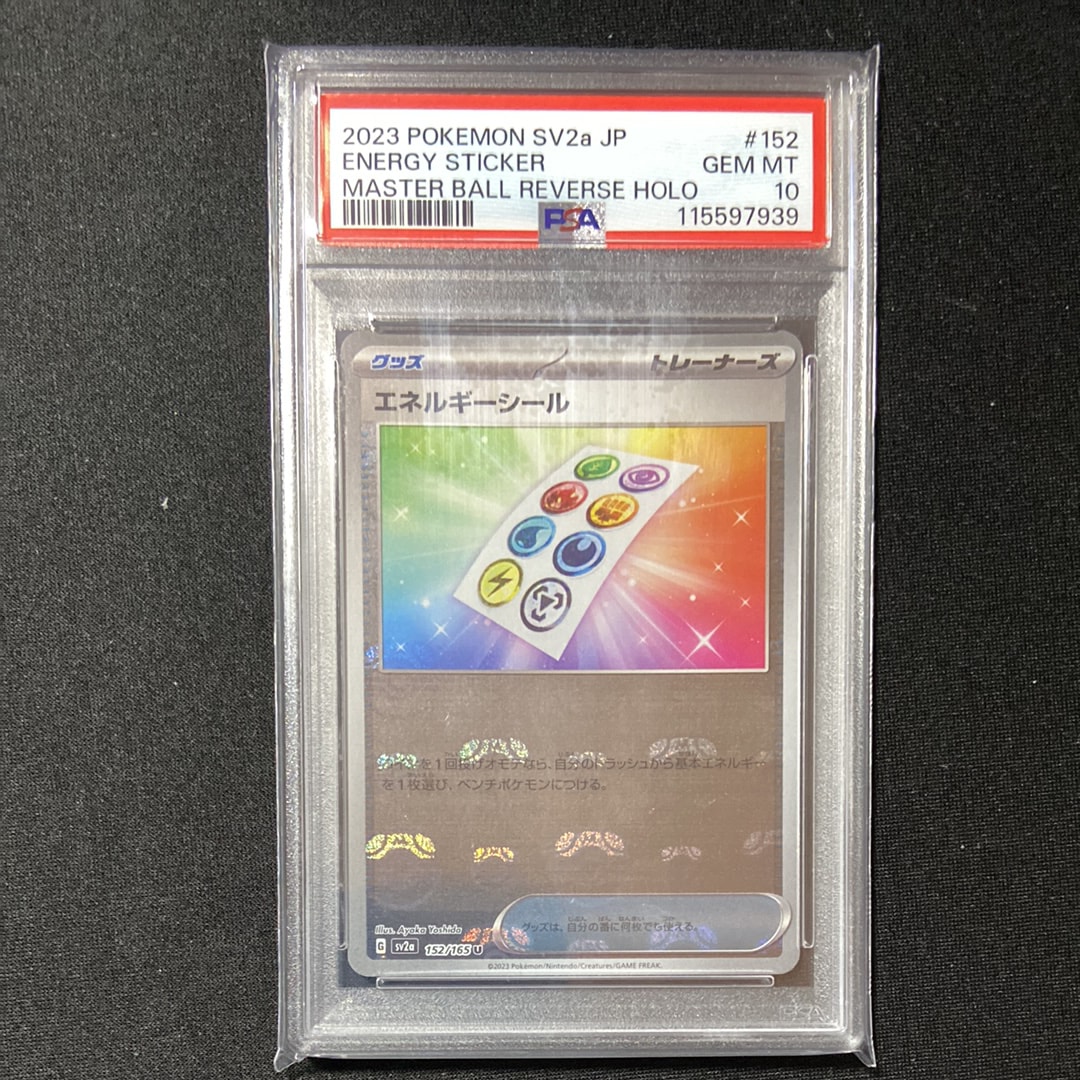 2023 POKEMON SV2a JP #152
ENERGY STICKER GEM MT
MASTER BALL REVERSE HOLO 10
PSA 115597939
グッズ トレーナーズ
エネルギーシール
を1回投げオモテなら、自分のトラッシュから基本エネルギー
を1枚選び、ベンチポケモンにつける。
グッズは、自分の番に何枚でも使える。
Illus. Ayaka Yoshida
G sv2a 152/165 U
©2023 Pokémon/Nintendo/Creatures/GAME FREAK.